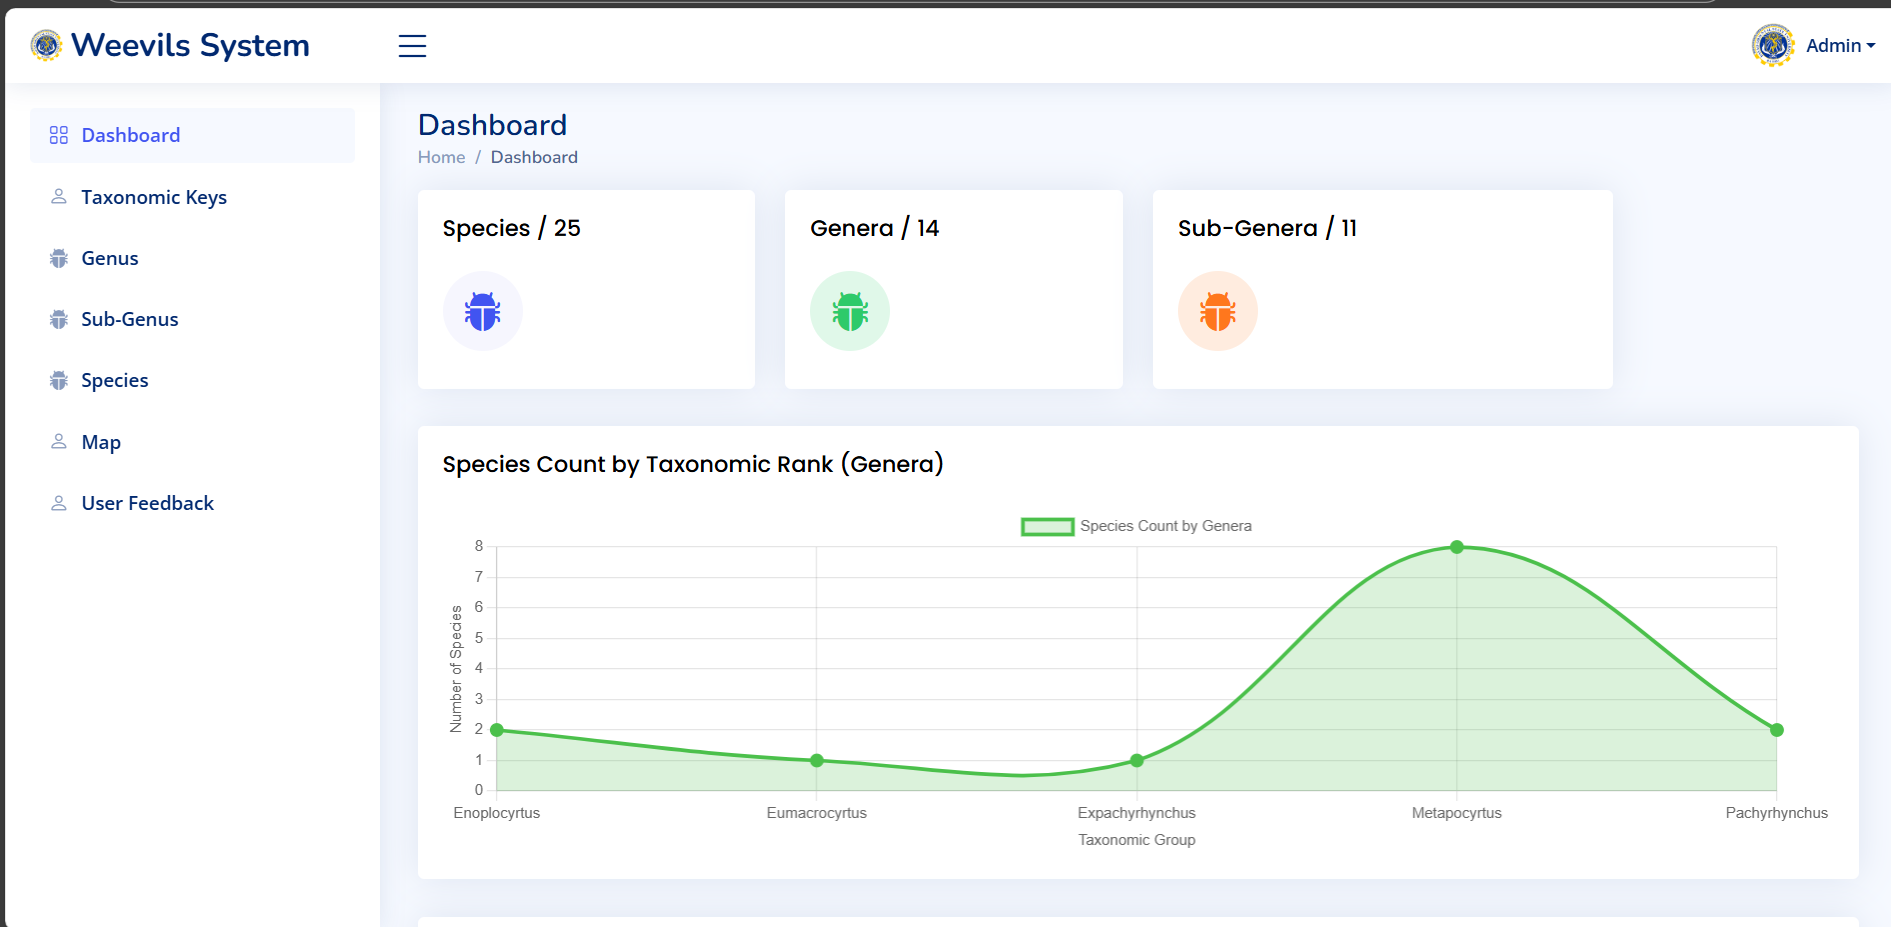 Weevils System
Admin
Dashboard
Taxonomic Keys
Genus
Sub-Genus
Species
Map
User Feedback
Dashboard
Home / Dashboard
Species / 25
Genera / 14
Sub-Genera / 11
Species Count by Taxonomic Rank (Genera)
Species Count by Genera
8
7
6
5
4
3
2
1
0
Number of Species
Enoplocyrtus
Eumacrocyrtus
Expachyrhynchus
Metapocyrtus
Pachyrhynchus
Taxonomic Group